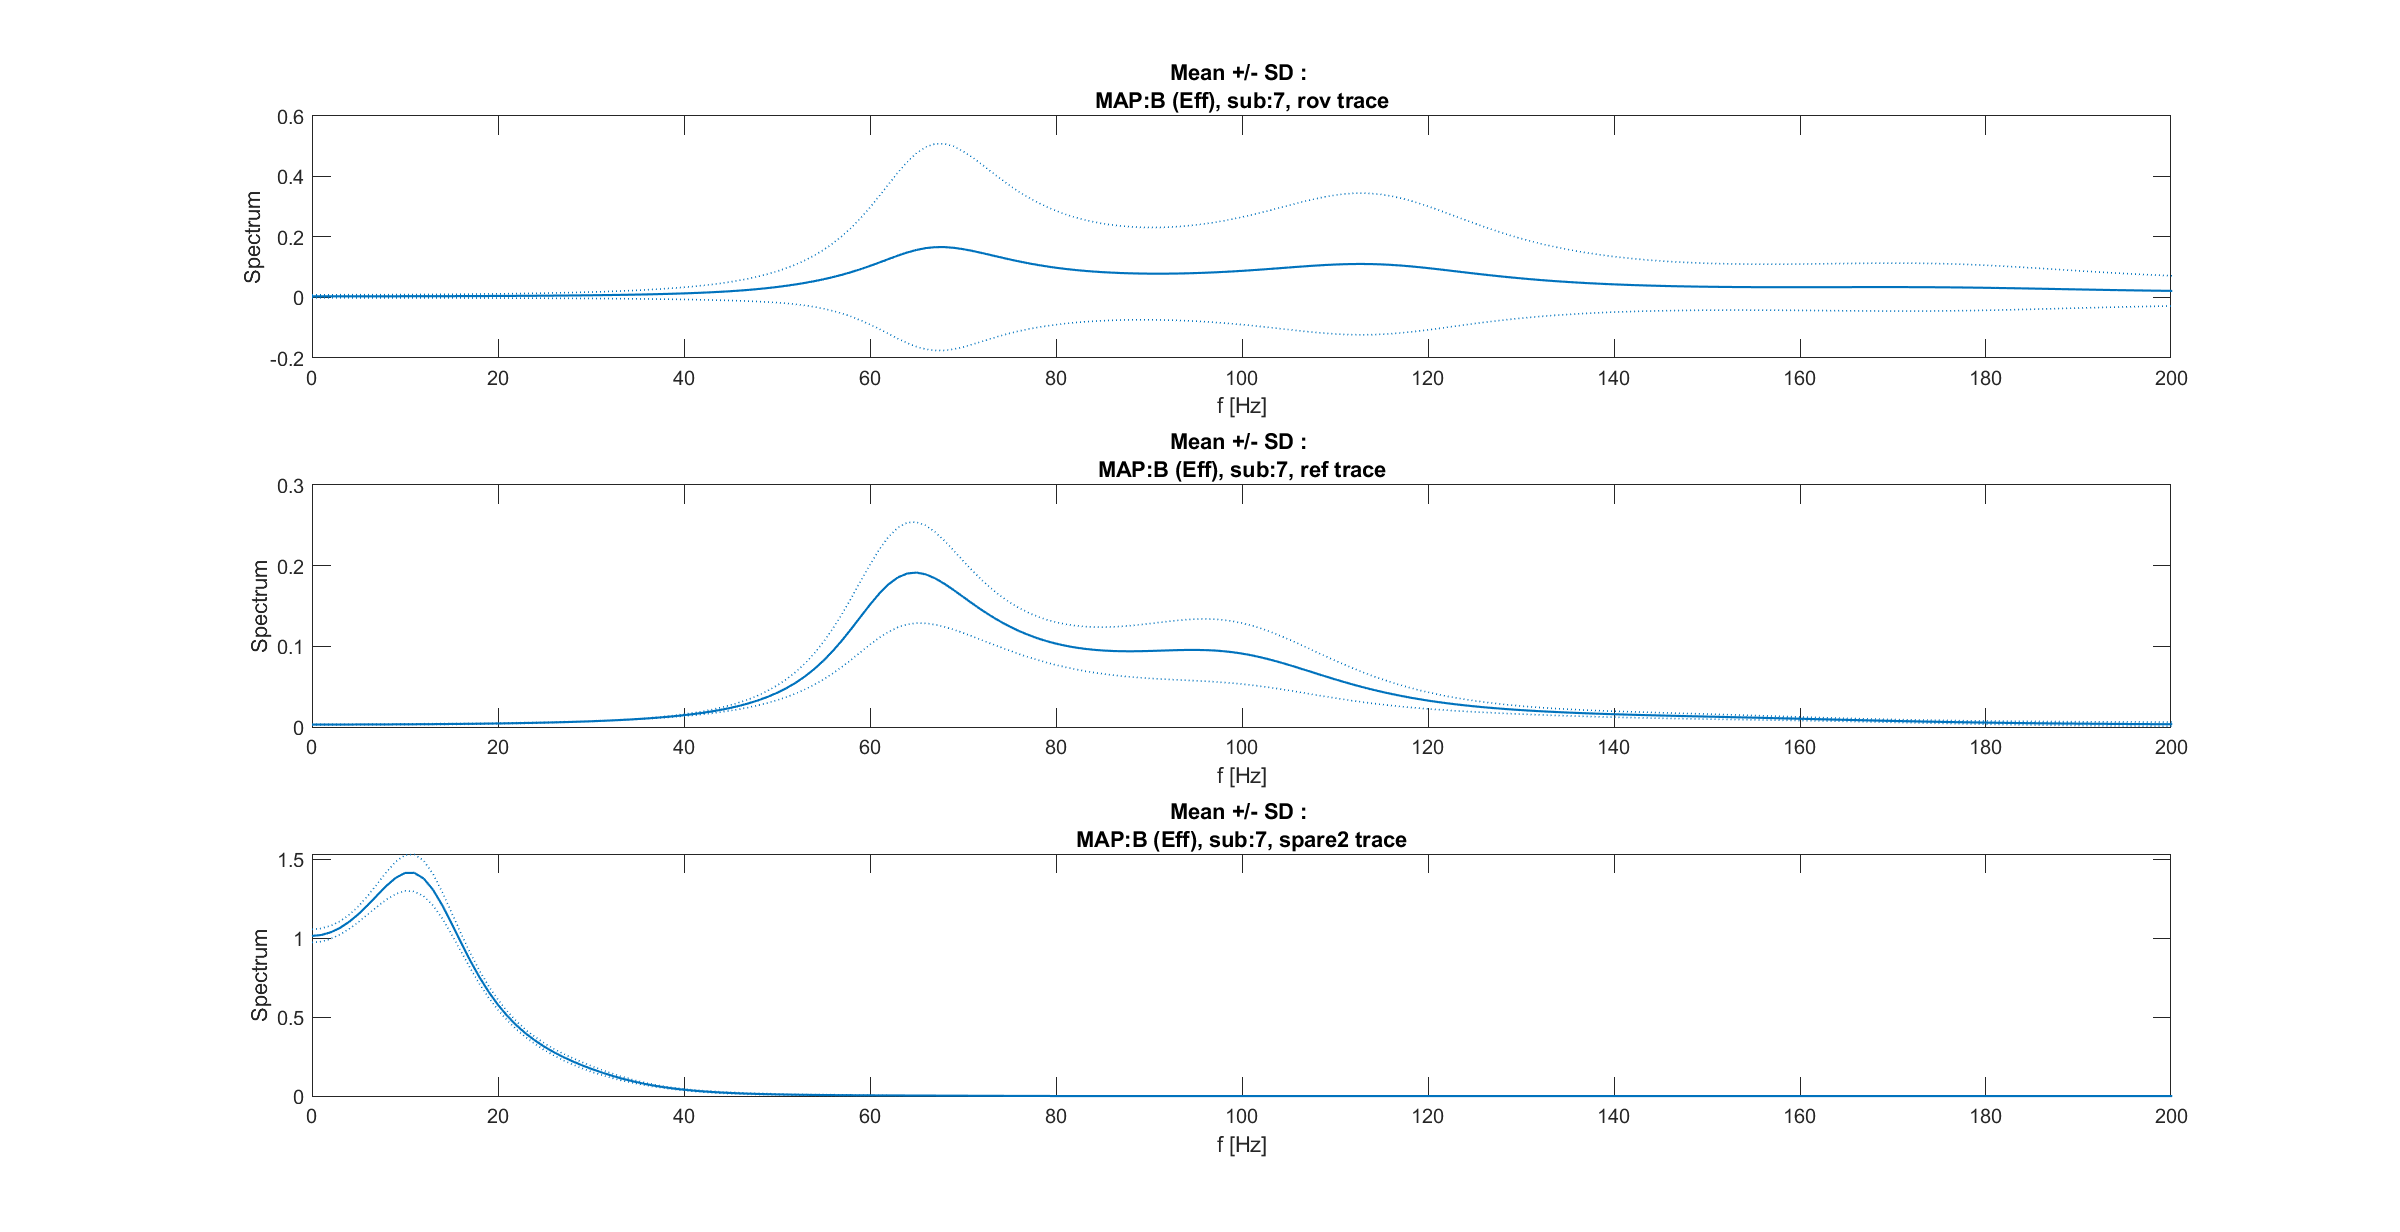 Mean +/- SD :
MAP:B (Eff), sub:7, rov trace
0.6
0.4
0.2
0
-0.2
Spectrum
0 20 40 60 80 100 120 140 160 180 200
f [Hz]
Mean +/- SD :
MAP:B (Eff), sub:7, ref trace
0.3
0.2
0.1
0
Spectrum
0 20 40 60 80 100 120 140 160 180 200
f [Hz]
Mean +/- SD :
MAP:B (Eff), sub:7, spare2 trace
1.5
1
0.5
0
Spectrum
0 20 40 60 80 100 120 140 160 180 200
f [Hz]